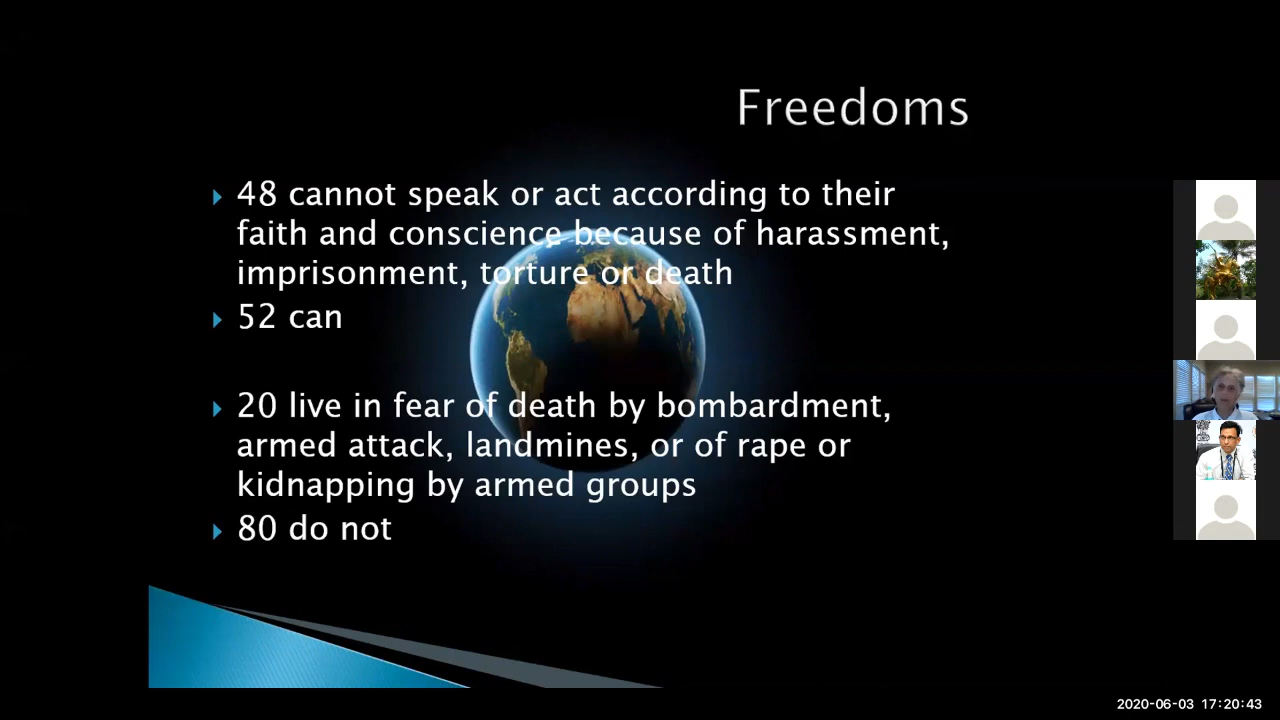 Freedoms
48 cannot speak or act according to their
faith and conscience because of harassment,
imprisonment, torture or death
52 can
20 live in fear of death by bombardment,
armed attack, landmines, or of rape or
kidnapping by armed groups
80 do not
2020-06-03 17:20:43